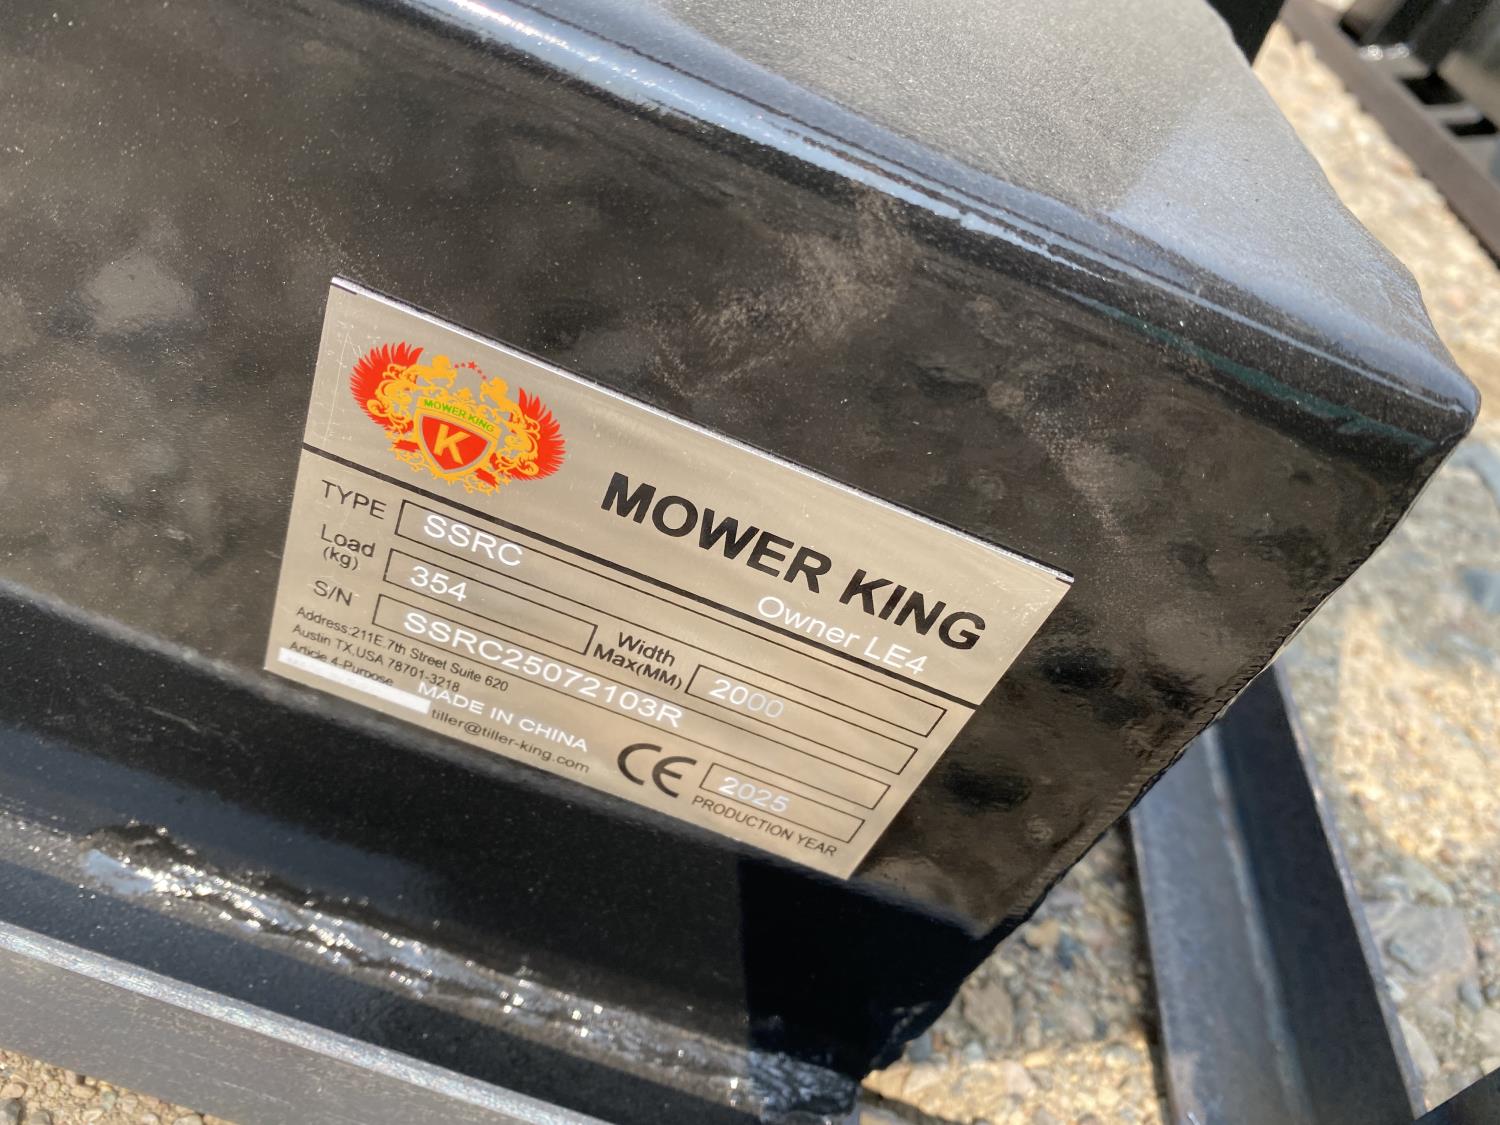 MOWER KING
K
MOWER KING
Owner LE4
TYPE SSRC
Load (kg) 354
Width Max(MM) 2000
S/N SSRC25072103R
Address:211E.7th Street Suite 620
Austin TX,USA 78701-3218
Article 4-Purpose
MADE IN CHINA
tiller@tiller-king.com
CE
2025
PRODUCTION YEAR